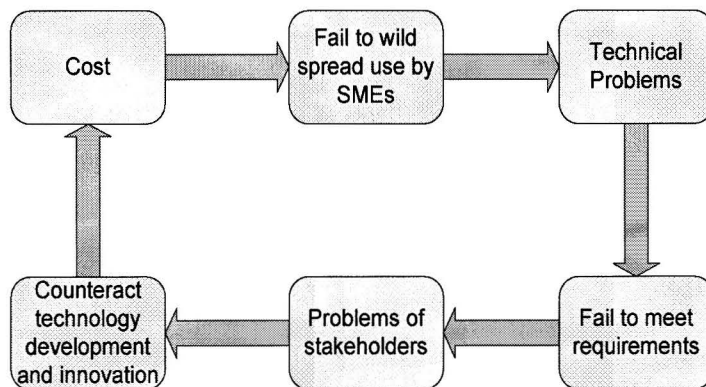 Cost
Fail to wild
spread use by
SMEs
Technical
Problems
Counteract
technology
development
and innovation
Problems of
stakeholders
Fail to meet
requirements